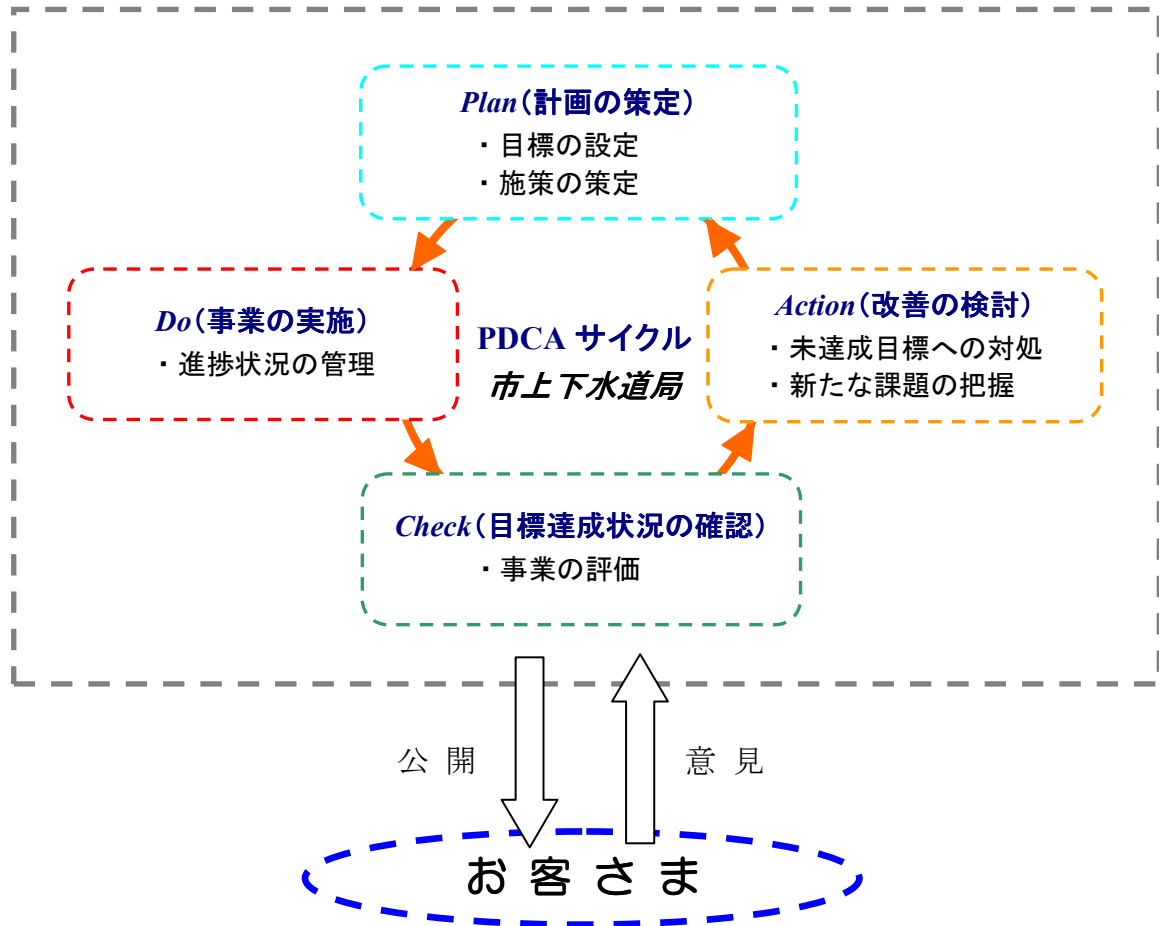 Plan(計画の策定)
・目標の設定
・施策の策定
Do(事業の実施)
・進捗状況の管理
PDCA サイクル
市上下水道局
Action(改善の検討)
・未達成目標への対処
・新たな課題の把握
Check(目標達成状況の確認)
・事業の評価
公 開
意 見
お 客 さ ま